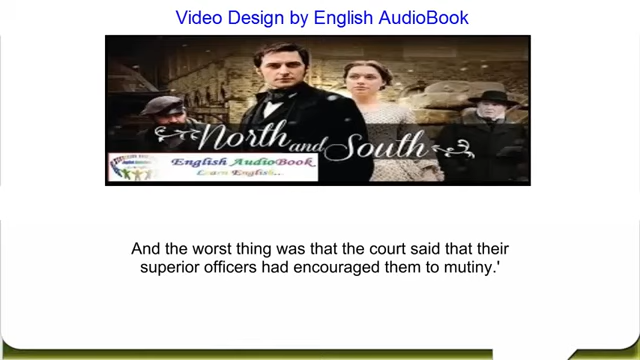 Video Design by English AudioBook
North and South
English AudioBook
Learn English...
And the worst thing was that the court said that their
superior officers had encouraged them to mutiny.'